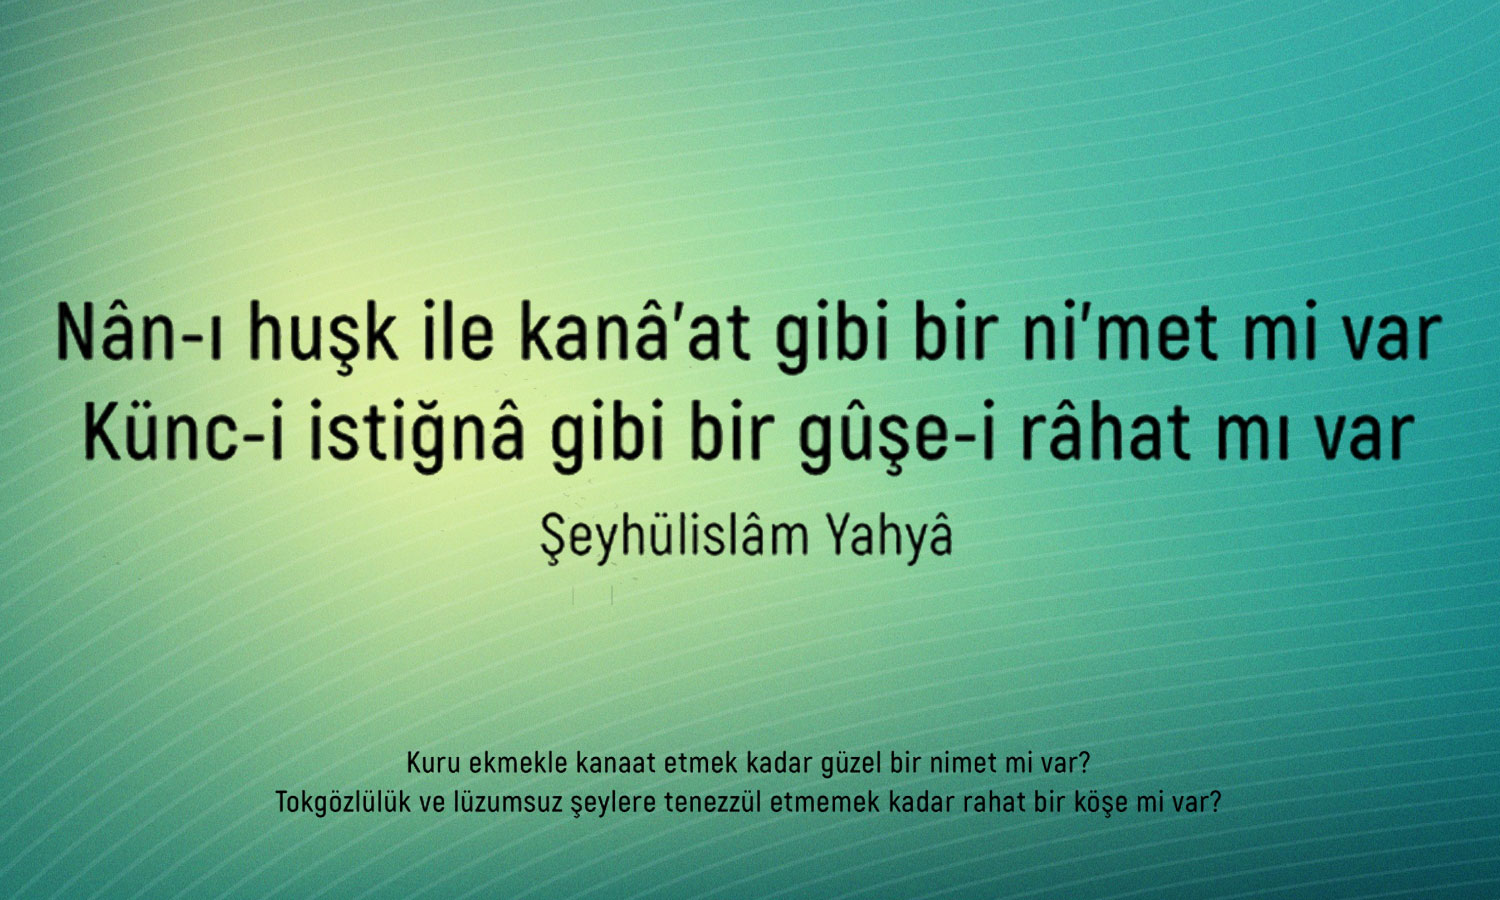 Nân-ı huşk ile kanâ'at gibi bir ni'met mi var
Künc-i istiğnâ gibi bir gûşe-i râhat mı var
Şeyhülislâm Yahyâ
Kuru ekmekle kanaat etmek kadar güzel bir nimet mi var?
Tokgözlülük ve lüzumsuz şeylere tenezzül etmemek kadar rahat bir köşe mi var?